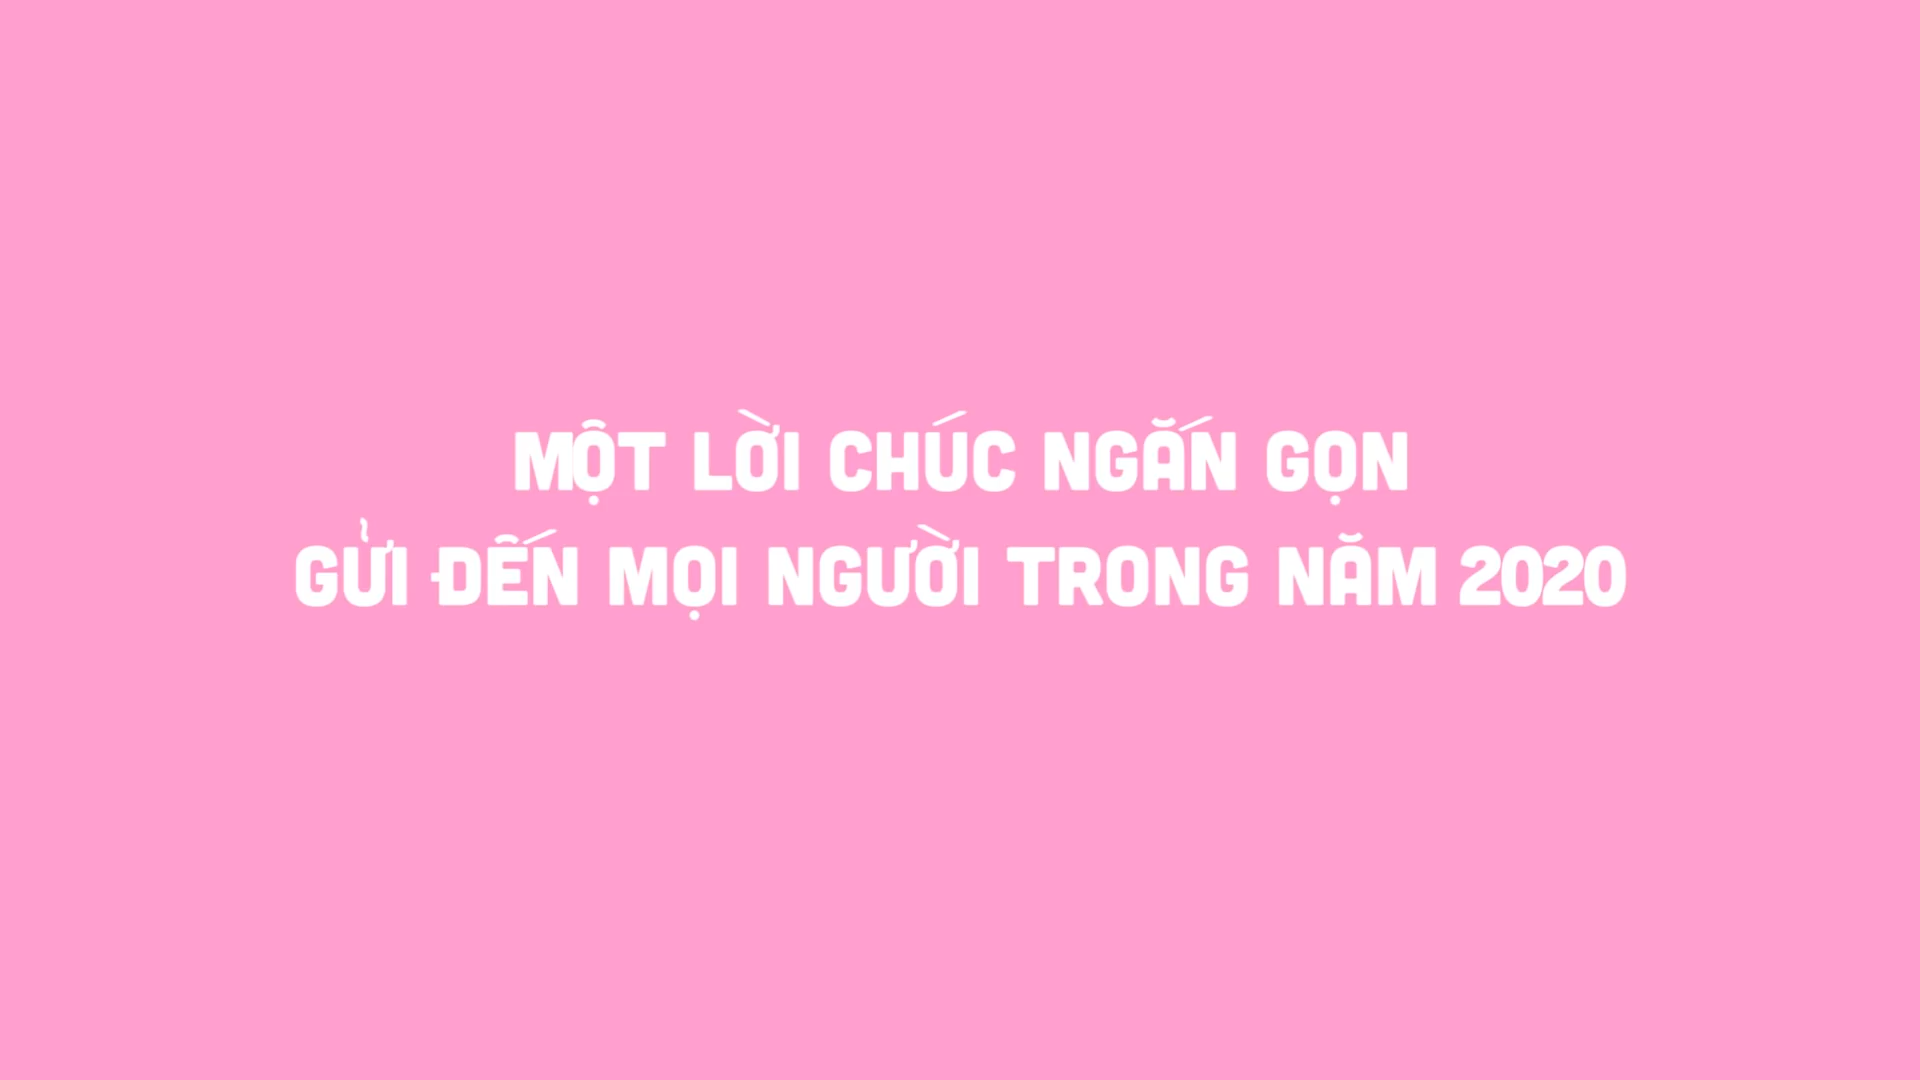 MỘT LỜI CHÚC NGẮN GỌN
GỬI ĐẾN MỌI NGƯỜI TRONG NĂM 2020